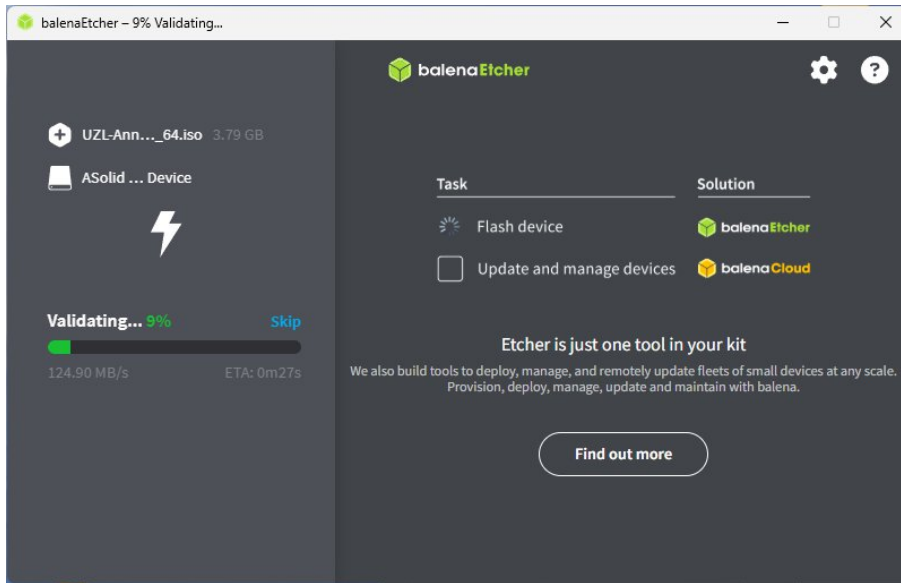 balenaEtcher – 9% Validating...
balenaEtcher
?
UZL-Ann..._64.iso 3.79 GB
ASolid ... Device
Validating... 9% Skip
124.90 MB/s ETA: 0m27s
Task Solution
Flash device balenaEtcher
Update and manage devices balenaCloud
Etcher is just one tool in your kit
We also build tools to deploy, manage, and remotely update fleets of small devices at any scale.
Provision, deploy, manage, update and maintain with balena.
Find out more